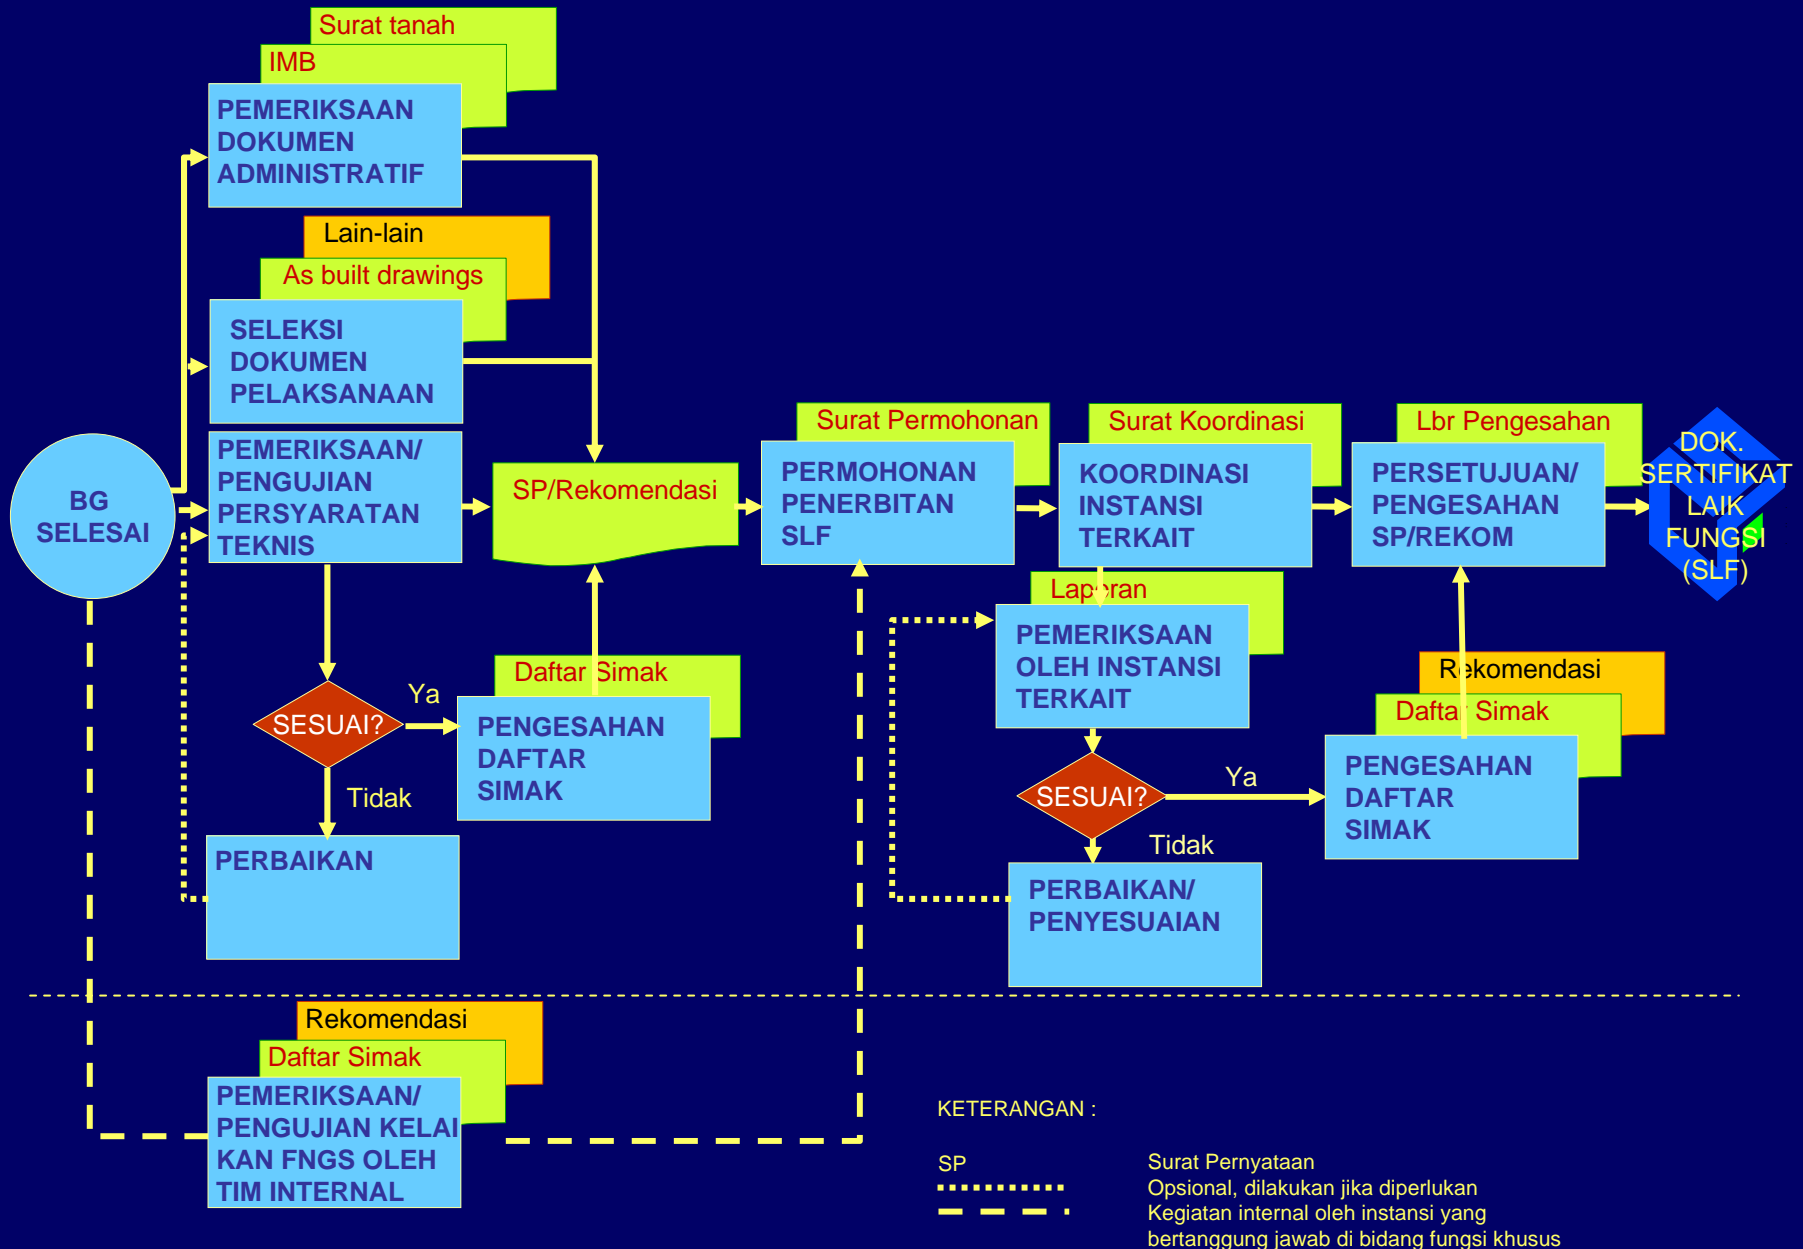 Surat tanah
IMB
PEMERIKSAAN
DOKUMEN
ADMINISTRATIF
Lain-lain
As built drawings
SELEKSI
DOKUMEN
PELAKSANAAN
BG
SELESAI
PEMERIKSAAN/
PENGUJIAN
PERSYARATAN
TEKNIS
SP/Rekomendasi
Surat Permohonan
PERMOHONAN
PENERBITAN
SLF
Surat Koordinasi
KOORDINASI
INSTANSI
TERKAIT
Lbr Pengesahan
PERSETUJUAN/
PENGESAHAN
SP/REKOM
DOK.
SERTIFIKAT
LAIK
FUNGSI
(SLF)
SESUAI?
Ya
Tidak
Daftar Simak
PENGESAHAN
DAFTAR
SIMAK
PERBAIKAN
Laporan
PEMERIKSAAN
OLEH INSTANSI
TERKAIT
SESUAI?
Ya
Tidak
Rekomendasi
Daftar Simak
PENGESAHAN
DAFTAR
SIMAK
PERBAIKAN/
PENYESUAIAN
Rekomendasi
Daftar Simak
PEMERIKSAAN/
PENGUJIAN KELAI
KAN FNGS OLEH
TIM INTERNAL
KETERANGAN :
SP Surat Pernyataan
Opsional, dilakukan jika diperlukan
Kegiatan internal oleh instansi yang
bertanggung jawab di bidang fungsi khusus